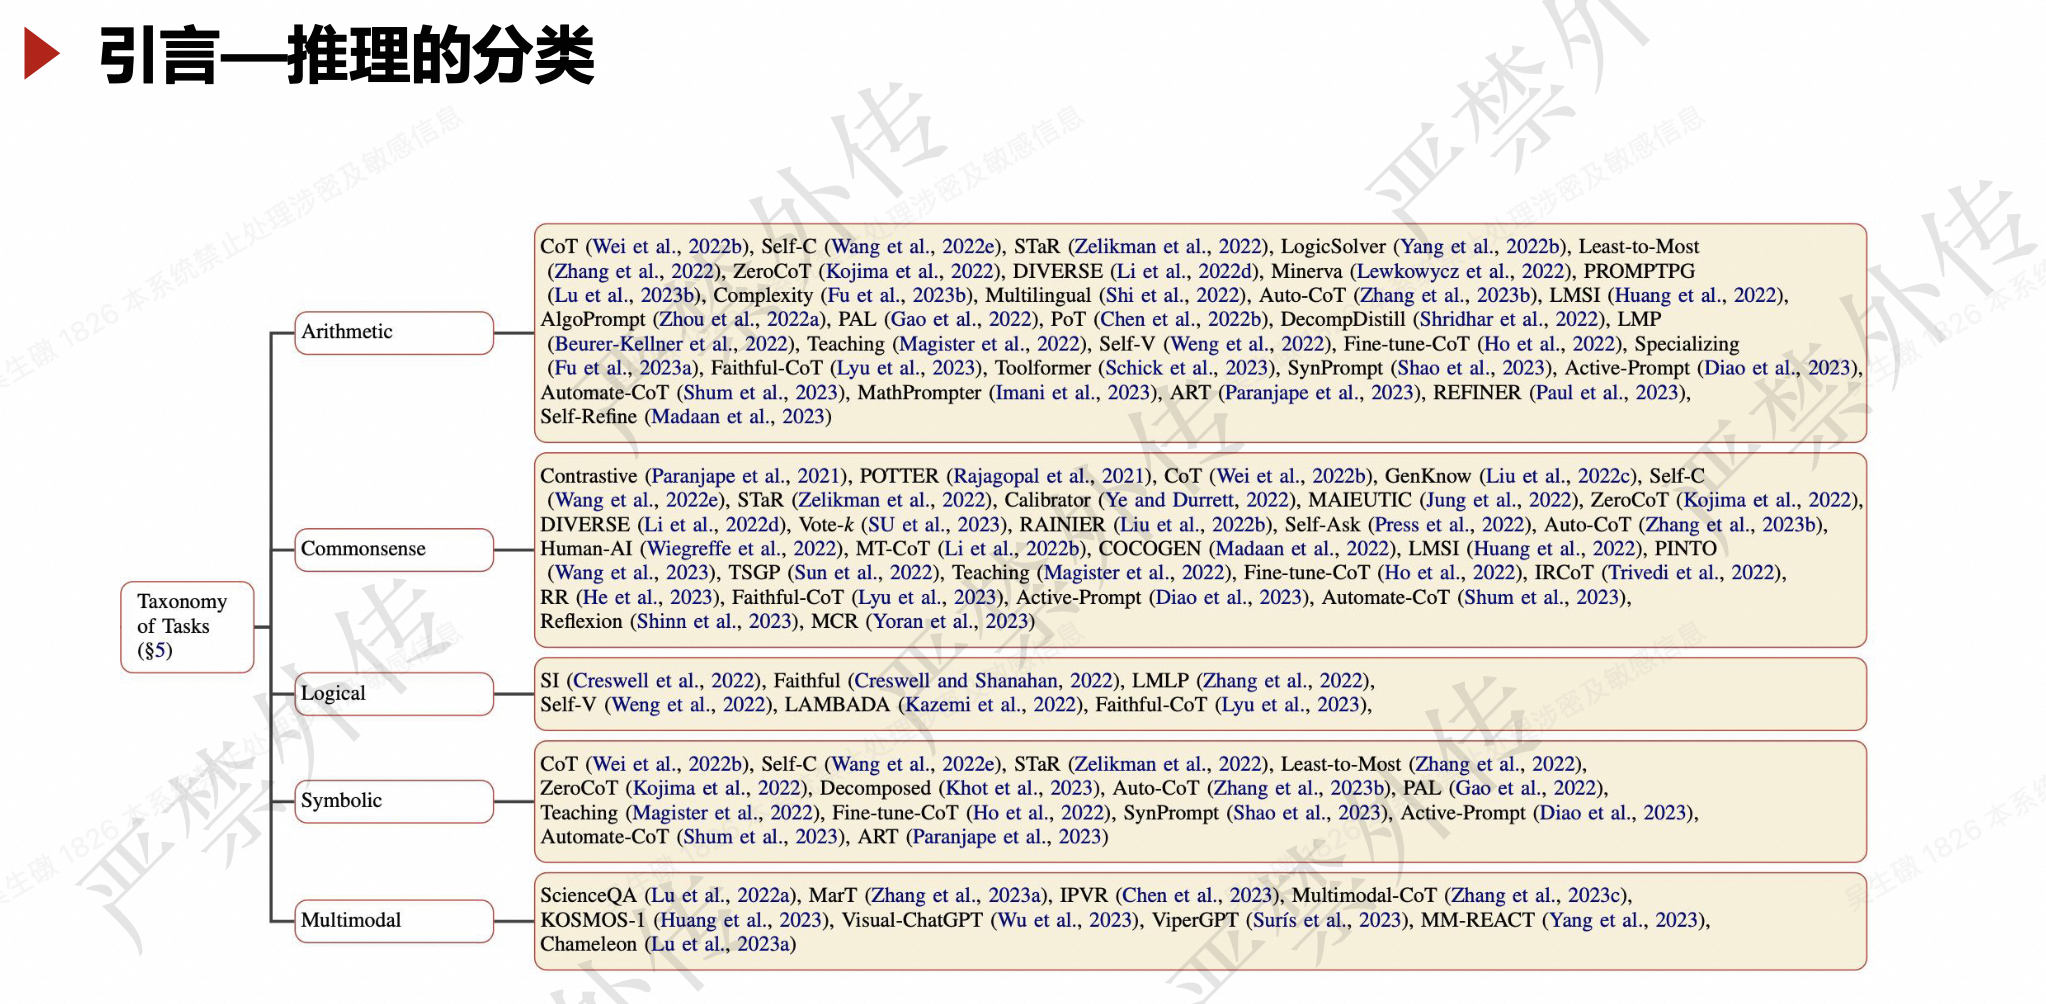 引言—推理的分类
CoT (Wei et al., 2022b), Self-C (Wang et al., 2022e), STaR (Zelikman et al., 2022), LogicSolver (Yang et al., 2022b), Least-to-Most
(Zhang et al., 2022), ZeroCoT (Kojima et al., 2022), DIVERSE (Li et al., 2022d), Minerva (Lewkowycz et al., 2022), PROMPTPG
(Lu et al., 2023b), Complexity (Fu et al., 2023b), Multilingual (Shi et al., 2022), Auto-CoT (Zhang et al., 2023b), LMSI (Huang et al., 2022),
Arithmetic
AlgoPrompt (Zhou et al., 2022a), PAL (Gao et al., 2022), PoT (Chen et al., 2022b), DecompDistill (Shridhar et al., 2022), LMP
(Beurer-Kellner et al., 2022), Teaching (Magister et al., 2022), Self-V (Weng et al., 2022), Fine-tune-CoT (Ho et al., 2022), Specializing
(Fu et al., 2023a), Faithful-CoT (Lyu et al., 2023), Toolformer (Schick et al., 2023), SynPrompt (Shao et al., 2023), Active-Prompt (Diao et al., 2023),
Automate-CoT (Shum et al., 2023), MathPrompter (Imani et al., 2023), ART (Paranjape et al., 2023), REFINER (Paul et al., 2023),
Self-Refine (Madaan et al., 2023)
Contrastive (Paranjape et al., 2021), POTTER (Rajagopal et al., 2021), CoT (Wei et al., 2022b), GenKnow (Liu et al., 2022c), Self-C
(Wang et al., 2022e), STaR (Zelikman et al., 2022), Calibrator (Ye and Durrett, 2022), MAIEUTIC (Jung et al., 2022), ZeroCoT (Kojima et al., 2022),
DIVERSE (Li et al., 2022d), Vote-k (SU et al., 2023), RAINIER (Liu et al., 2022b), Self-Ask (Press et al., 2022), Auto-CoT (Zhang et al., 2023b),
Commonsense
Human-AI (Wiegreffe et al., 2022), MT-CoT (Li et al., 2022b), COCOGEN (Madaan et al., 2022), LMSI (Huang et al., 2022), PINTO
(Wang et al., 2023), TSGP (Sun et al., 2022), Teaching (Magister et al., 2022), Fine-tune-CoT (Ho et al., 2022), IRCoT (Trivedi et al., 2022),
RR (He et al., 2023), Faithful-CoT (Lyu et al., 2023), Active-Prompt (Diao et al., 2023), Automate-CoT (Shum et al., 2023),
Reflexion (Shinn et al., 2023), MCR (Yoran et al., 2023)
Taxonomy
of Tasks
(§5)
SI (Creswell et al., 2022), Faithful (Creswell and Shanahan, 2022), LMLP (Zhang et al., 2022),
Logical
Self-V (Weng et al., 2022), LAMBADA (Kazemi et al., 2022), Faithful-CoT (Lyu et al., 2023),
CoT (Wei et al., 2022b), Self-C (Wang et al., 2022e), STaR (Zelikman et al., 2022), Least-to-Most (Zhang et al., 2022),
ZeroCoT (Kojima et al., 2022), Decomposed (Khot et al., 2023), Auto-CoT (Zhang et al., 2023b), PAL (Gao et al., 2022),
Symbolic
Teaching (Magister et al., 2022), Fine-tune-CoT (Ho et al., 2022), SynPrompt (Shao et al., 2023), Active-Prompt (Diao et al., 2023),
Automate-CoT (Shum et al., 2023), ART (Paranjape et al., 2023)
ScienceQA (Lu et al., 2022a), MarT (Zhang et al., 2023a), IPVR (Chen et al., 2023), Multimodal-CoT (Zhang et al., 2023c),
Multimodal
KOSMOS-1 (Huang et al., 2023), Visual-ChatGPT (Wu et al., 2023), ViperGPT (Surís et al., 2023), MM-REACT (Yang et al., 2023),
Chameleon (Lu et al., 2023a)
严禁外传
严禁外传
严禁外传
严禁外传
严禁外传
本系统禁止处理涉密及敏感信息